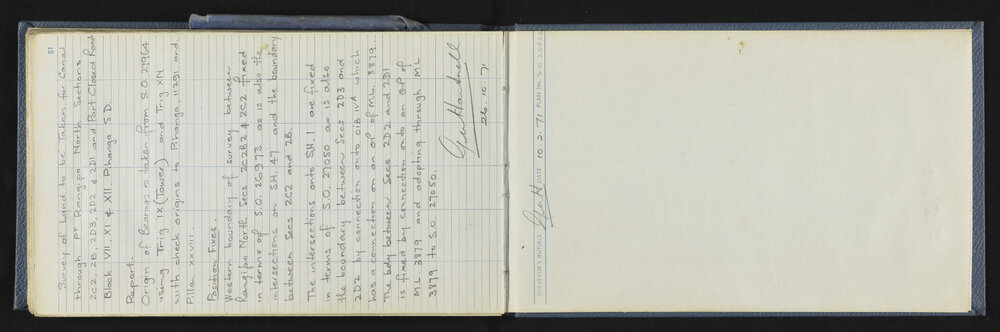 51
Survey of Land to be Taken for Canal
through Pt Rangipo North Sections
2C2, 2B, 2D3, 2D2 & 2D1 and Part Closed Road
Block VII, XI & XII, Pihanga S.D.
Report.
Origin of Bearings is taken from S.O. 27964
using Trig IX (Tower) and Trig XN
with check origins to Pihanga, 11291 and
Pillar XXVIII.
Position Fixes.
Western boundary of survey between
Rangipo North Secs 2C2B2 & 2C2 fixed
in terms of S.O. 26973 as is also the
intersections on S.H. 47 and the boundary
between Secs 2C2 and 2B.
The intersections onto S.H. 1 are fixed
in terms of S.O. 27050 as is also
the boundary between Secs 2D3 and
2D2 by connection onto OIB IVA which
has a connection on an OP of M.L. 3879.
The bdy between Secs 2D2 and 2D1
is fixed by connection onto an OP of
ML 3879 and adopting through ML
3879 to S.O. 27050.
26.10.71
SURVEYOR'S INITIALS DATE 10.2.71 PLAN No. S.O.